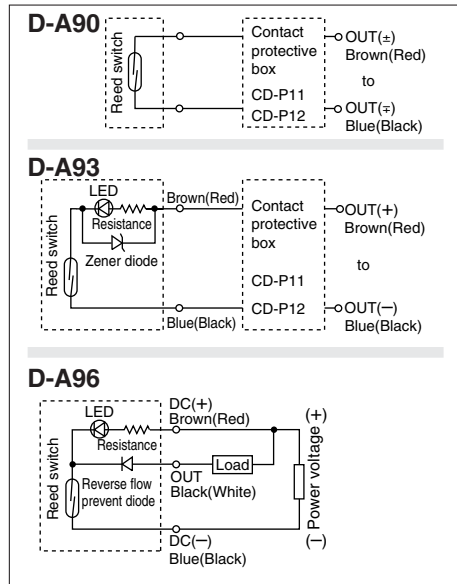 D-A90
Reed switch
Contact
protective
box
CD-P11
CD-P12
OUT(±)
Brown(Red)
to
OUT(∓)
Blue(Black)
D-A93
LED
Resistance
Zener diode
Reed switch
Brown(Red)
Blue(Black)
Contact
protective
box
CD-P11
CD-P12
OUT(+)
Brown(Red)
to
OUT(−)
Blue(Black)
D-A96
LED
Resistance
Reverse flow
prevent diode
Reed switch
DC(+)
Brown(Red)
OUT
Black(White)
Load
DC(−)
Blue(Black)
(+)
Power voltage
(−)